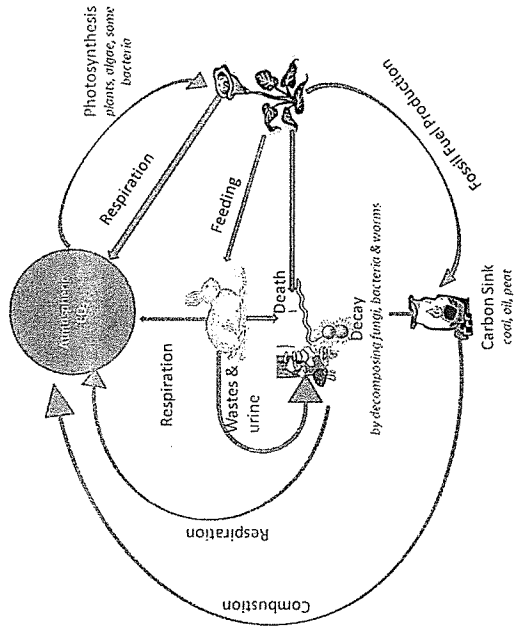 Photosynthesis
plants, algae, some
bacteria
Atmospheric
Respiration
Feeding
Respiration
Wastes &
urine
Death
Decay
by decomposing fungi, bacteria & worms
Respiration
Combustion
Fossil Fuel Production
Carbon Sink
coal, oil, peat